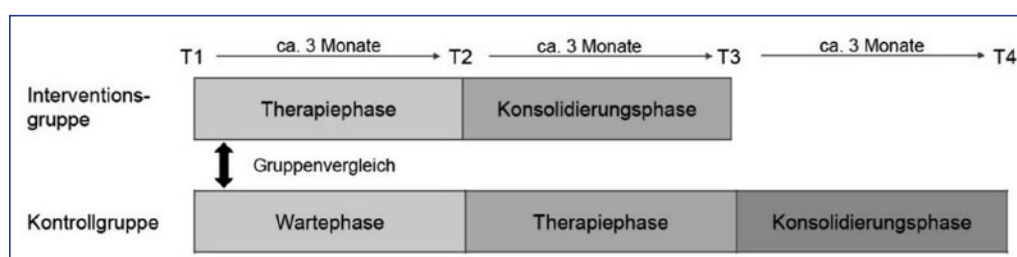 ca. 3 Monate ca. 3 Monate ca. 3 Monate
T1 T2 T3 T4
Interventions-
gruppe
Therapiephase Konsolidierungsphase
Gruppenvergleich
Kontrollgruppe Wartephase Therapiephase Konsolidierungsphase